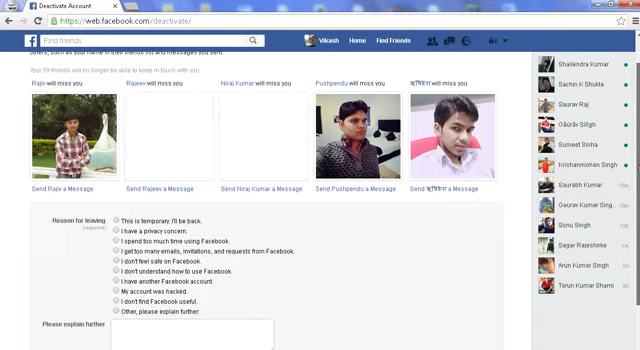 Deactivate Account
https://web.facebook.com/deactivate/
Find friends
Vikash Home Find Friends
others, such as your name in their friends list and messages you sent.
Your 59 friends will no longer be able to keep in touch with you.
Rajiv will miss you
Rajeev will miss you
Niraj Kumar will miss you
Pushpendu will miss you
will miss you
Send Rajiv a Message
Send Rajeev a Message
Send Niraj Kumar a Message
Send Pushpendu a Message
Send a Message
Reason for leaving
(required)
This is temporary. I'll be back.
I have a privacy concern.
I spend too much time using Facebook.
I get too many emails, invitations, and requests from Facebook.
I don't feel safe on Facebook.
I don't understand how to use Facebook.
I have another Facebook account.
My account was hacked.
I don't find Facebook useful.
Other, please explain further:
Please explain further
Shailendra Kumar
Sachin K Shukla
Saurav Raj
Gäürâv Siñgh
Sumeet Sinha
Krishanmohan Singh
Saurabh Kumar
Gaurav Kumar Sing..
Sonu Singh
Sagar Rajeshirke
Arun Kumar Singh
Tarun Kumar Shami